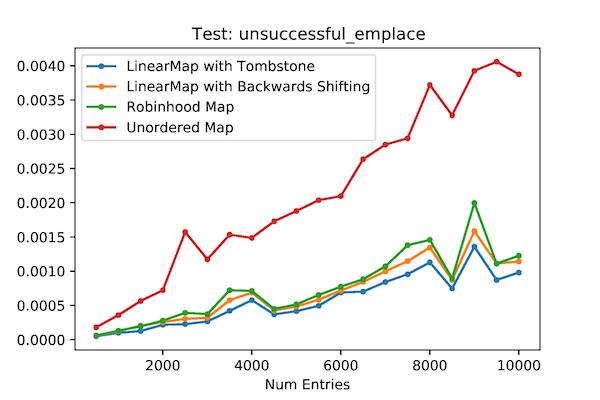 Test: unsuccessful_emplace
LinearMap with Tombstone
LinearMap with Backwards Shifting
Robinhood Map
Unordered Map
0.0040
0.0035
0.0030
0.0025
0.0020
0.0015
0.0010
0.0005
0.0000
2000 4000 6000 8000 10000
Num Entries